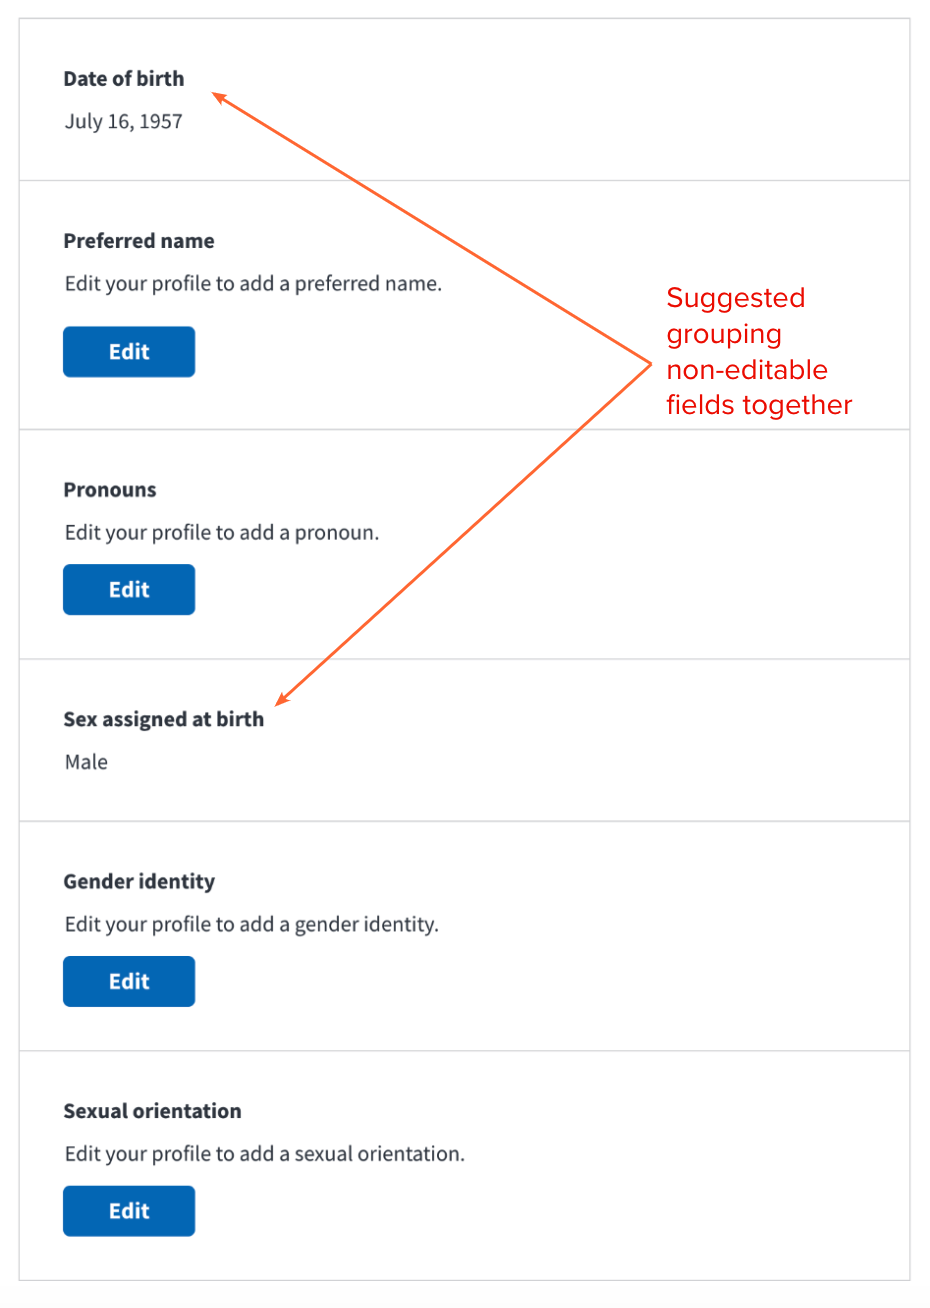 Date of birth
July 16, 1957
Preferred name
Edit your profile to add a preferred name.
Edit
Suggested
grouping
non-editable
fields together
Pronouns
Edit your profile to add a pronoun.
Edit
Sex assigned at birth
Male
Gender identity
Edit your profile to add a gender identity.
Edit
Sexual orientation
Edit your profile to add a sexual orientation.
Edit